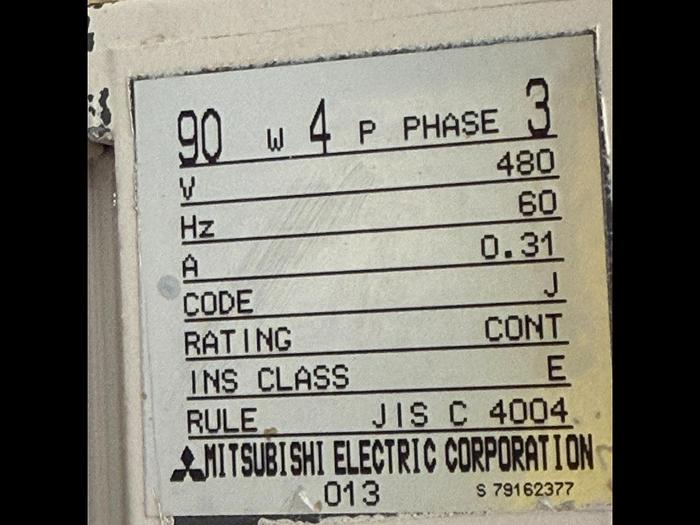 90 W 4 P PHASE 3
V 480
Hz 60
A 0.31
CODE J
RATING CONT
INS CLASS E
RULE JIS C 4004
MITSUBISHI ELECTRIC CORPORATION
013 S 79162377